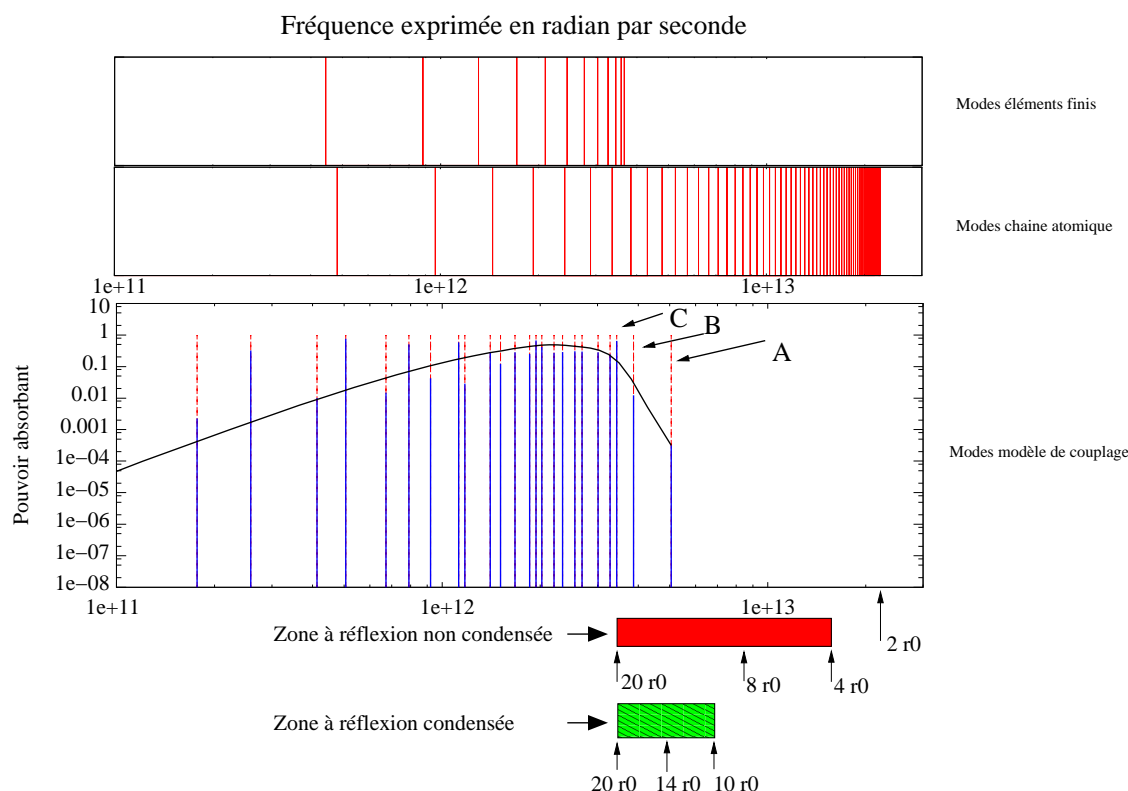 Fréquence exprimée en radian par seconde
Modes éléments finis
Modes chaine atomique
1e+11 1e+12 1e+13
10
1
0.1
0.01
0.001
1e−04
1e−05
1e−06
1e−07
1e−08
Pouvoir absorbant
C
B
A
Modes modèle de couplage
1e+11 1e+12 1e+13
Zone à réflexion non condensée
2 r0
20 r0 8 r0 4 r0
Zone à réflexion condensée
20 r0 14 r0 10 r0